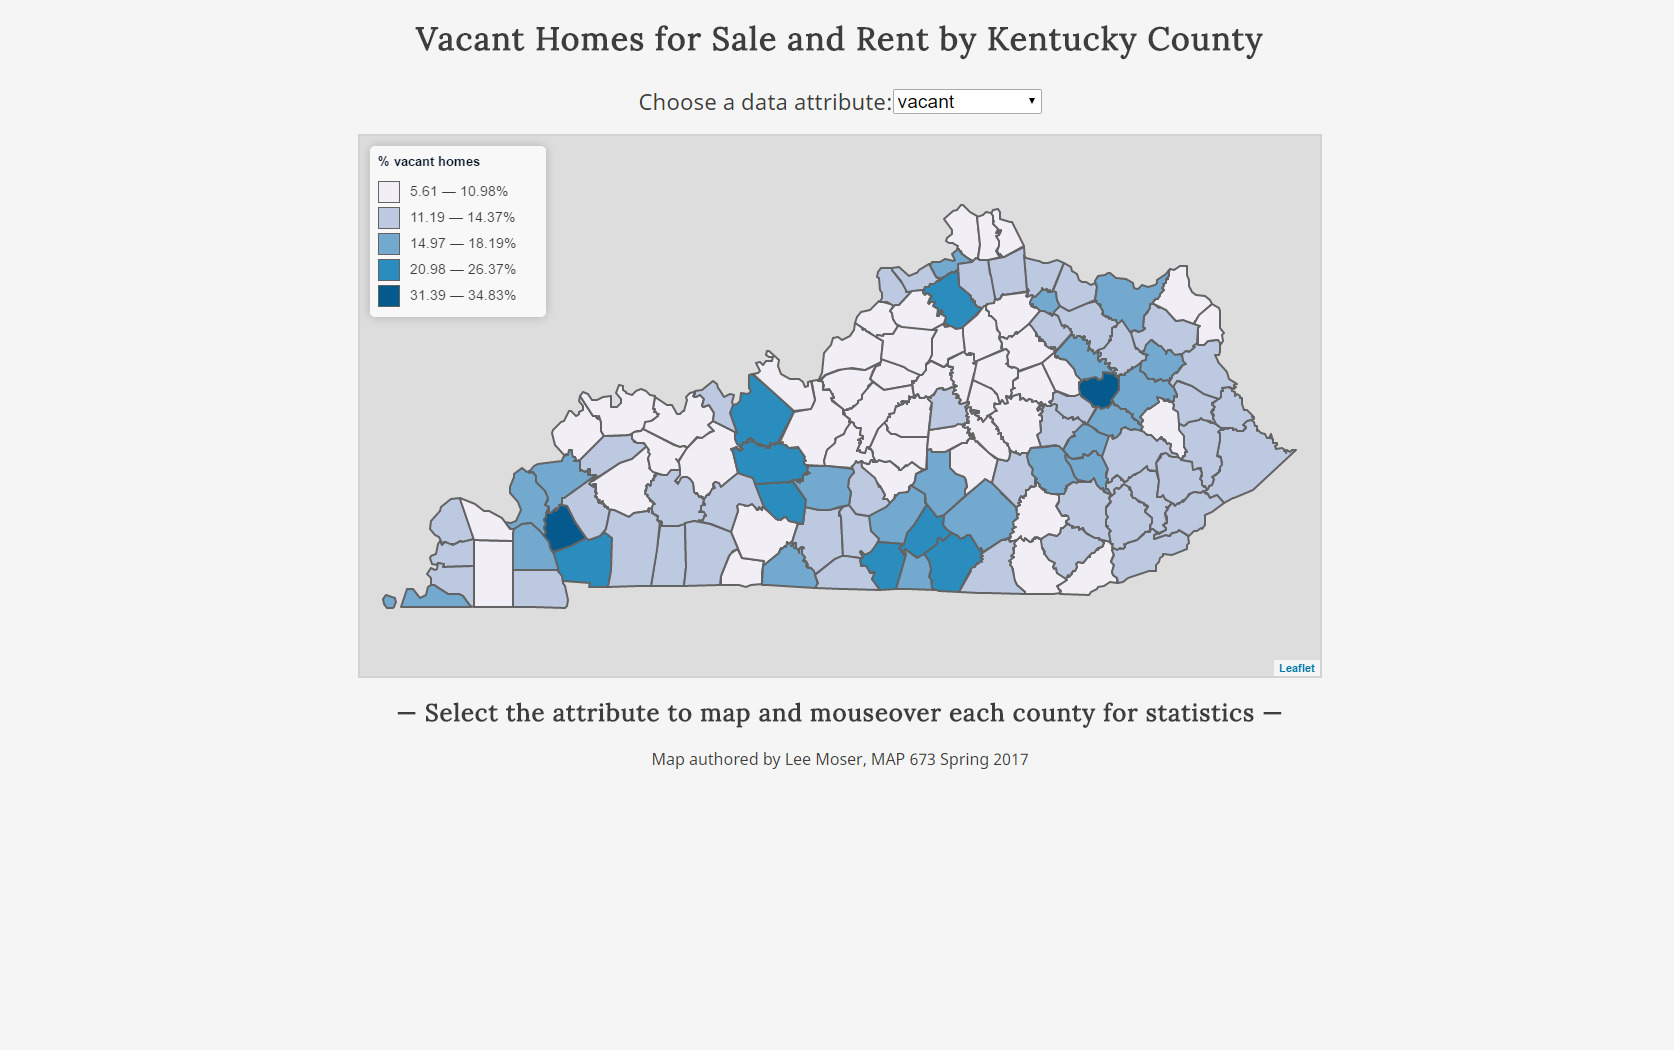 Vacant Homes for Sale and Rent by Kentucky County
Choose a data attribute: vacant
% vacant homes
5.61 — 10.98%
11.19 — 14.37%
14.97 — 18.19%
20.98 — 26.37%
31.39 — 34.83%
Leaflet
— Select the attribute to map and mouseover each county for statistics —
Map authored by Lee Moser, MAP 673 Spring 2017